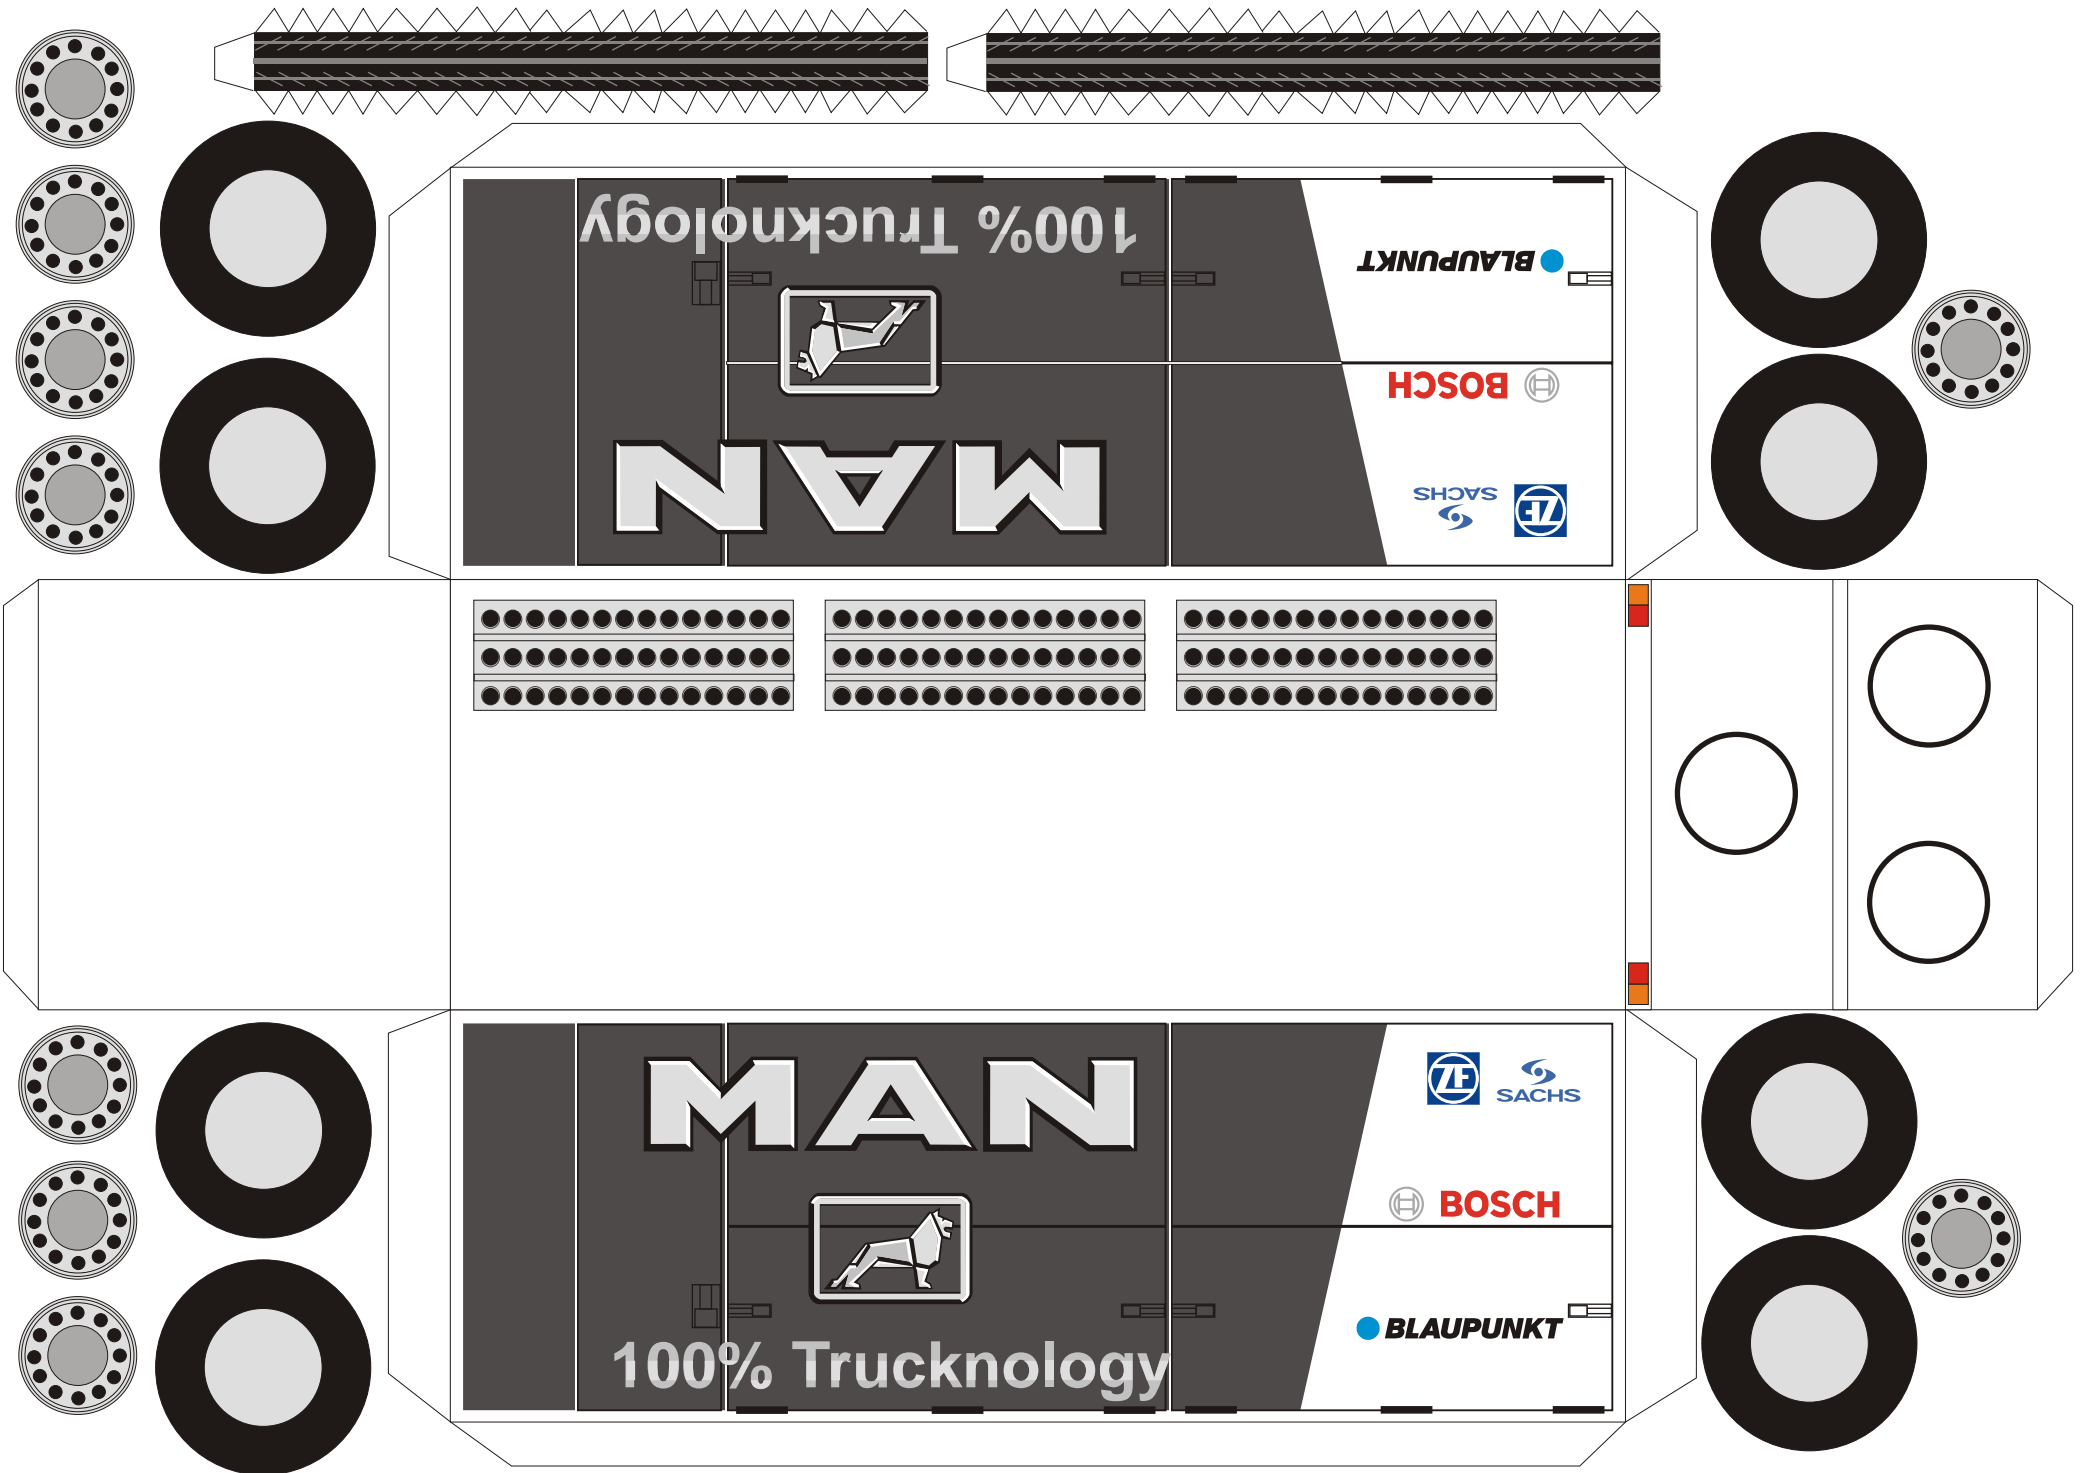 100% Trucknology
BLAUPUNKT
BOSCH
MAN
SACHS
ZF
MAN
ZF
SACHS
BOSCH
BLAUPUNKT
100% Trucknology